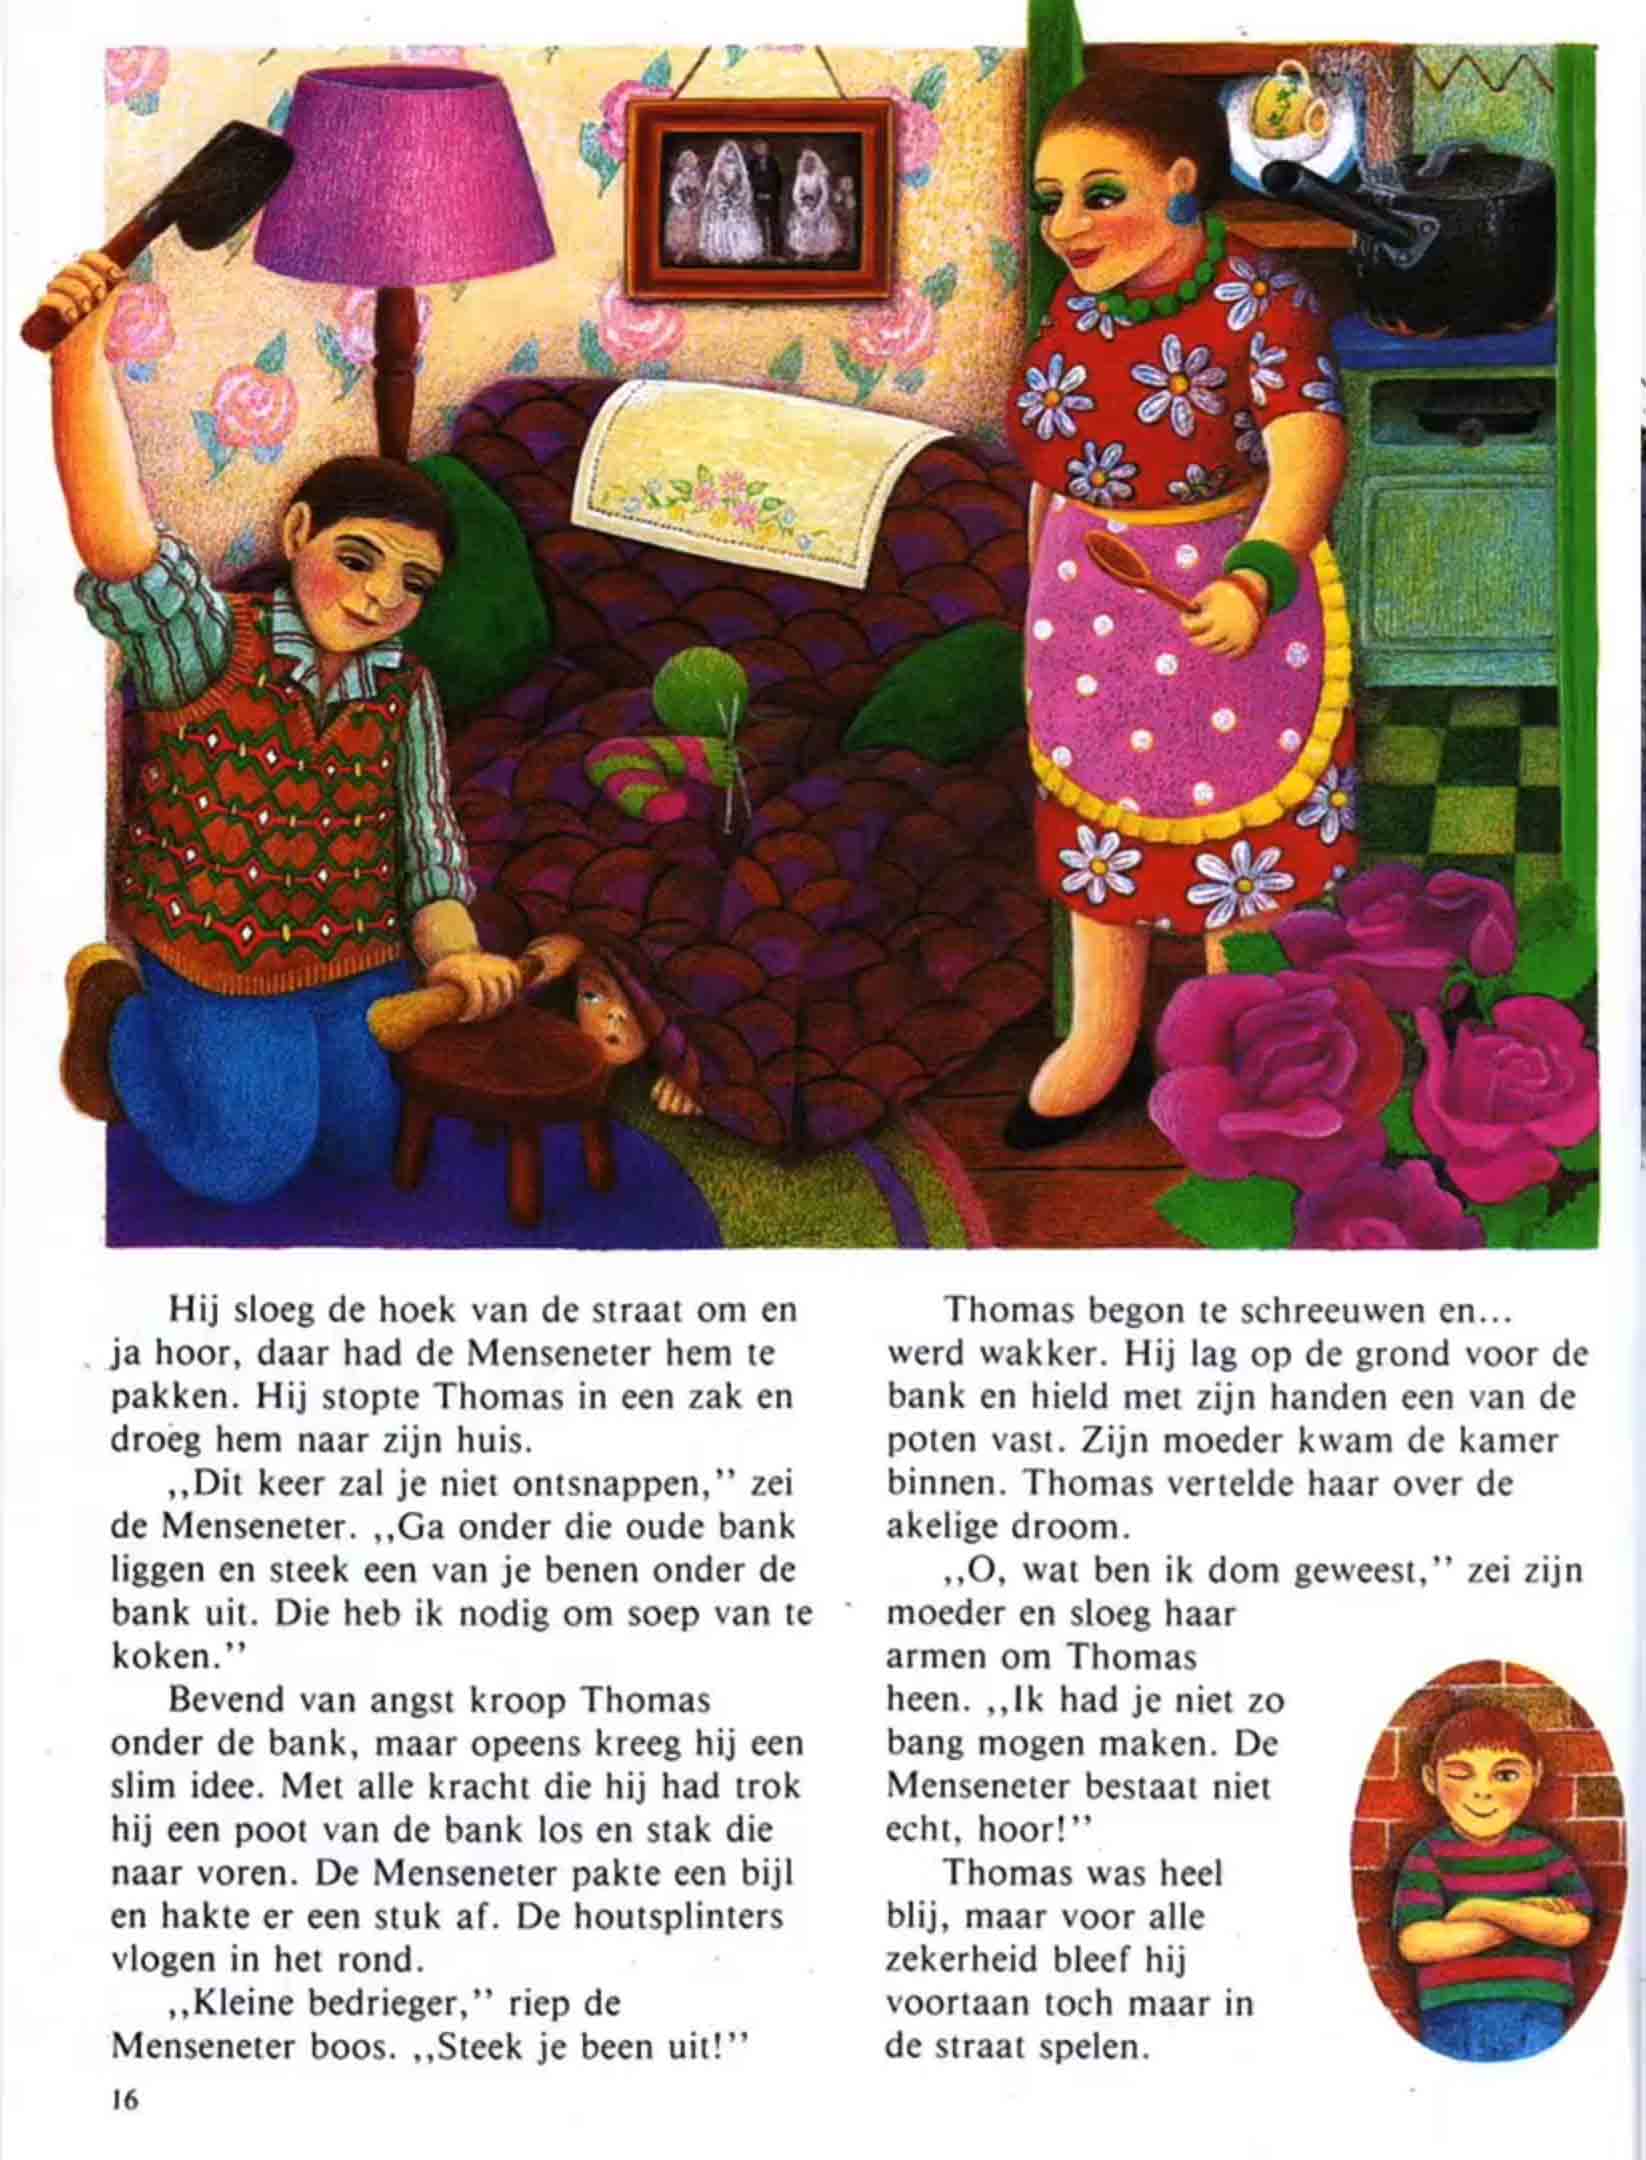 Hij sloeg de hoek van de straat om en
ja hoor, daar had de Menseneter hem te
pakken. Hij stopte Thomas in een zak en
droeg hem naar zijn huis.
,,Dit keer zal je niet ontsnappen,’’ zei
de Menseneter. ,,Ga onder die oude bank
liggen en steek een van je benen onder de
bank uit. Die heb ik nodig om soep van te
koken.’’
Bevend van angst kroop Thomas
onder de bank, maar opeens kreeg hij een
slim idee. Met alle kracht die hij had trok
hij een poot van de bank los en stak die
naar voren. De Menseneter pakte een bijl
en hakte er een stuk af. De houtsplinters
vlogen in het rond.
,,Kleine bedrieger,’’ riep de
Menseneter boos. ,,Steek je been uit!’’
16
Thomas begon te schreeuwen en...
werd wakker. Hij lag op de grond voor de
bank en hield met zijn handen een van de
poten vast. Zijn moeder kwam de kamer
binnen. Thomas vertelde haar over de
akelige droom.
,,O, wat ben ik dom geweest,’’ zei zijn
moeder en sloeg haar
armen om Thomas
heen. ,,Ik had je niet zo
bang mogen maken. De
Menseneter bestaat niet
echt, hoor!’’
Thomas was heel
blij, maar voor alle
zekerheid bleef hij
voortaan toch maar in
de straat spelen.